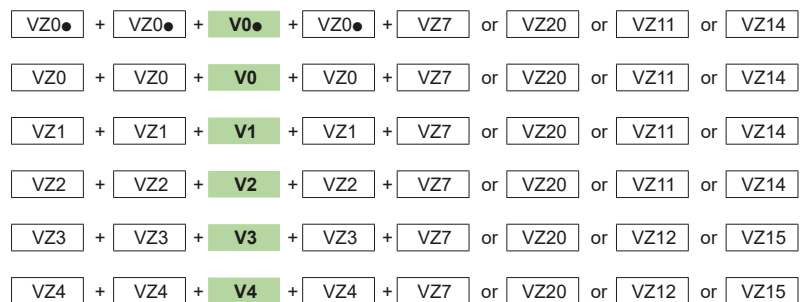 VZ0● + VZ0● + V0● + VZ0● + VZ7 or VZ20 or VZ11 or VZ14
VZ0 + VZ0 + V0 + VZ0 + VZ7 or VZ20 or VZ11 or VZ14
VZ1 + VZ1 + V1 + VZ1 + VZ7 or VZ20 or VZ11 or VZ14
VZ2 + VZ2 + V2 + VZ2 + VZ7 or VZ20 or VZ11 or VZ14
VZ3 + VZ3 + V3 + VZ3 + VZ7 or VZ20 or VZ12 or VZ15
VZ4 + VZ4 + V4 + VZ4 + VZ7 or VZ20 or VZ12 or VZ15